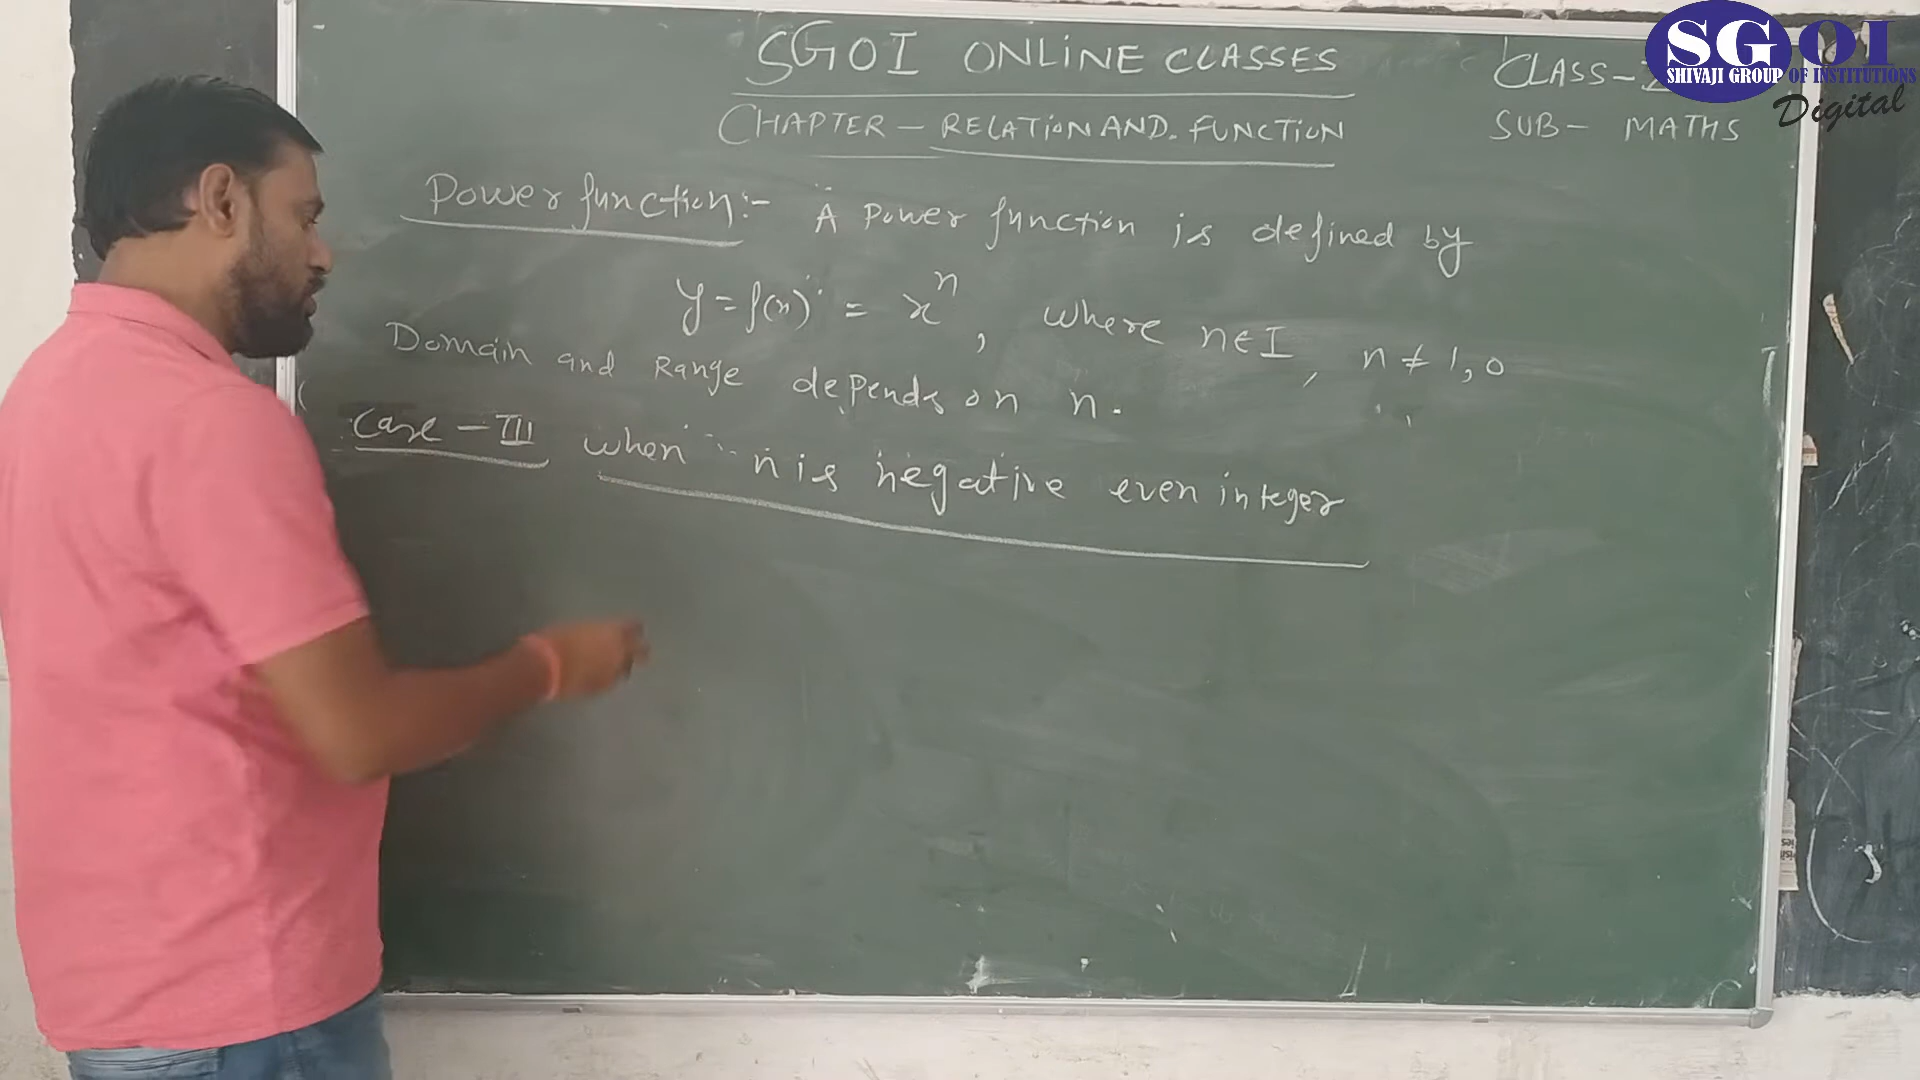 SGOI ONLINE CLASSES
CHAPTER - RELATION AND FUNCTION
CLASS -
SUB - MATHS
SGOI
SHIVAJI GROUP OF INSTITUTIONS
Digital
Power function :- A Power function is defined by
y = f(x) = x^n, where n ∈ I, n ≠ 1, 0
Domain and Range depends on n.
Case - III when n is negative even integer